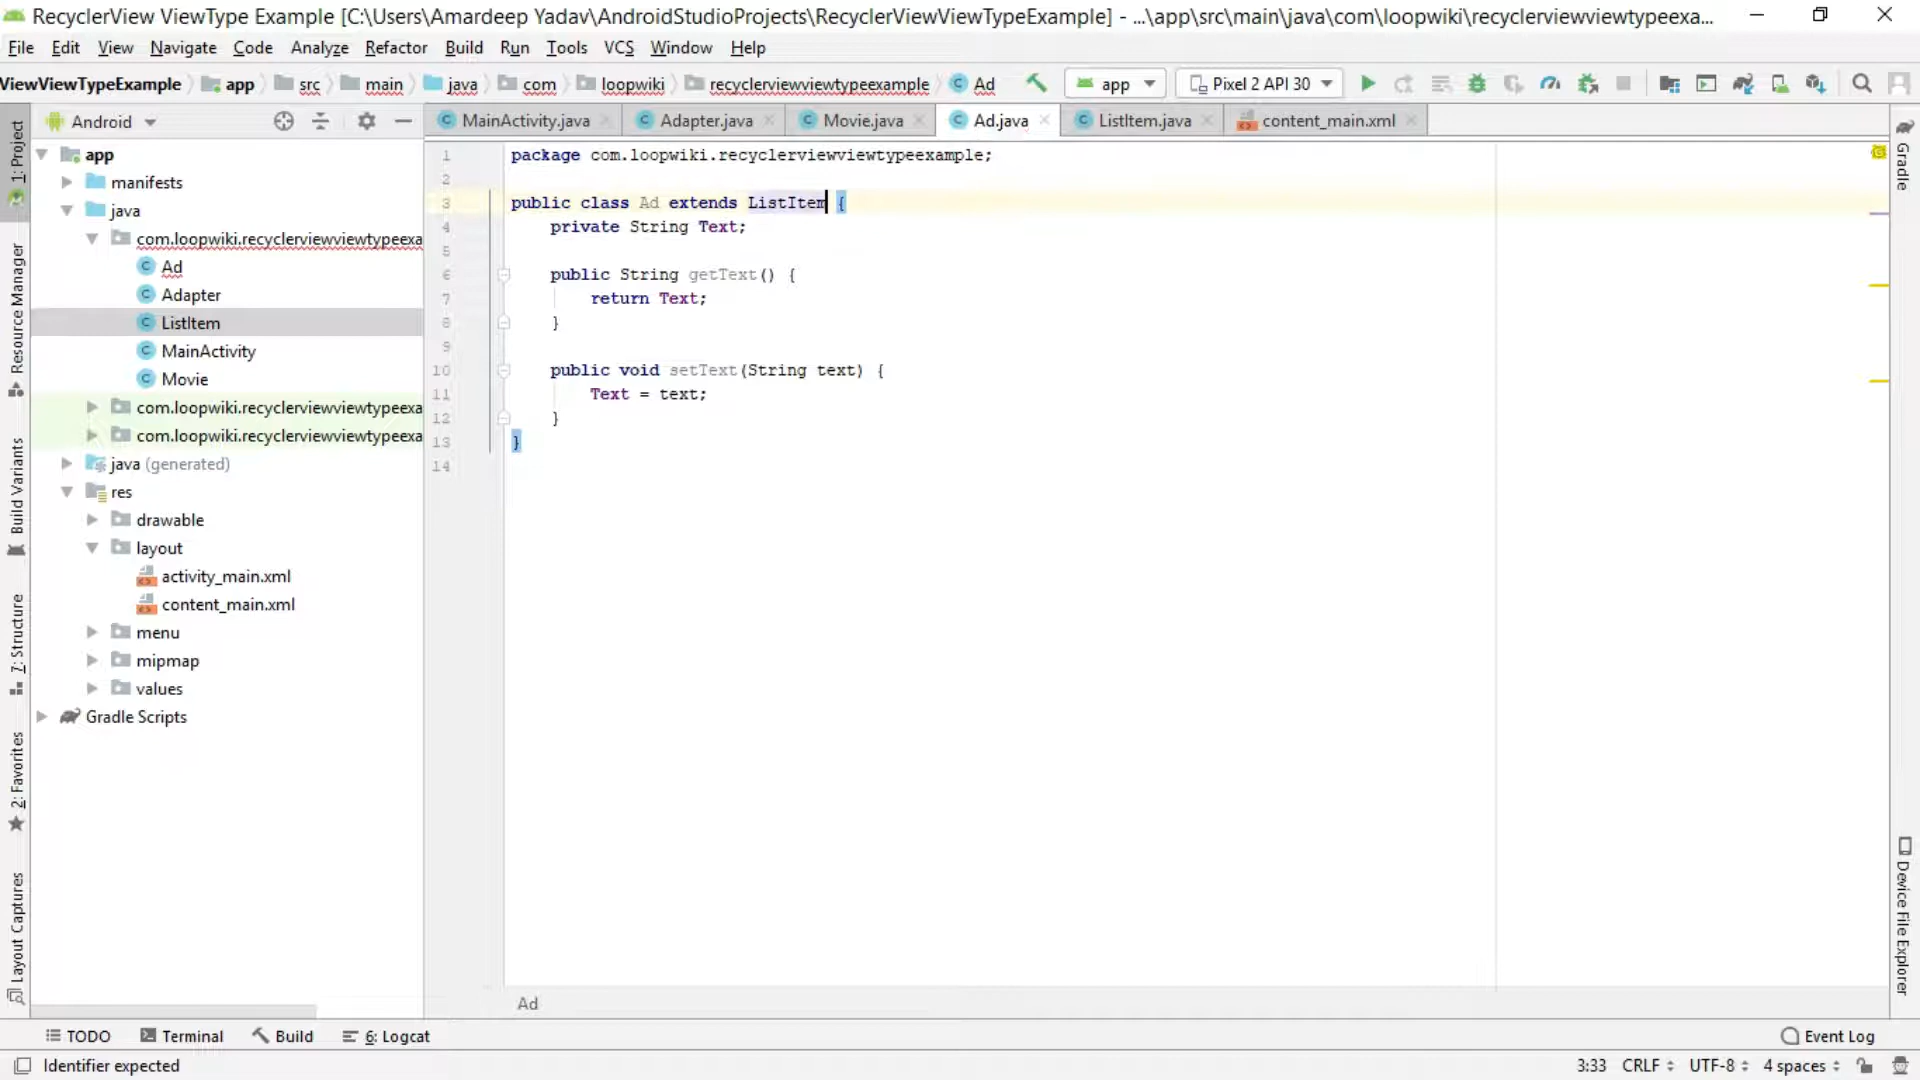 RecyclerView ViewType Example [C:\Users\Amardeep Yadav\AndroidStudioProjects\RecyclerViewViewTypeExample] - ...\app\src\main\java\com\loopwiki\recyclerviewviewtypeexa...
File Edit View Navigate Code Analyze Refactor Build Run Tools VCS Window Help
ViewViewTypeExample app src main java com loopwiki recyclerviewviewtypeexample Ad app Pixel 2 API 30
Android MainActivity.java Adapter.java Movie.java Ad.java ListItem.java content_main.xml
app
manifests
java
com.loopwiki.recyclerviewviewtypeexa
Ad
Adapter
ListItem
MainActivity
Movie
com.loopwiki.recyclerviewviewtypeexa
com.loopwiki.recyclerviewviewtypeexa
java (generated)
res
drawable
layout
activity_main.xml
content_main.xml
menu
mipmap
values
Gradle Scripts
1 package com.loopwiki.recyclerviewviewtypeexample;
2
3 public class Ad extends ListItem {
4 private String Text;
5
6 public String getText() {
7 return Text;
8 }
9
10 public void setText(String text) {
11 Text = text;
12 }
13 }
14
Ad
1: Project
Resource Manager
Build Variants
7: Structure
2: Favorites
Layout Captures
Gradle
Device File Explorer
TODO Terminal Build 6: Logcat Event Log
Identifier expected 3:33 CRLF UTF-8 4 spaces